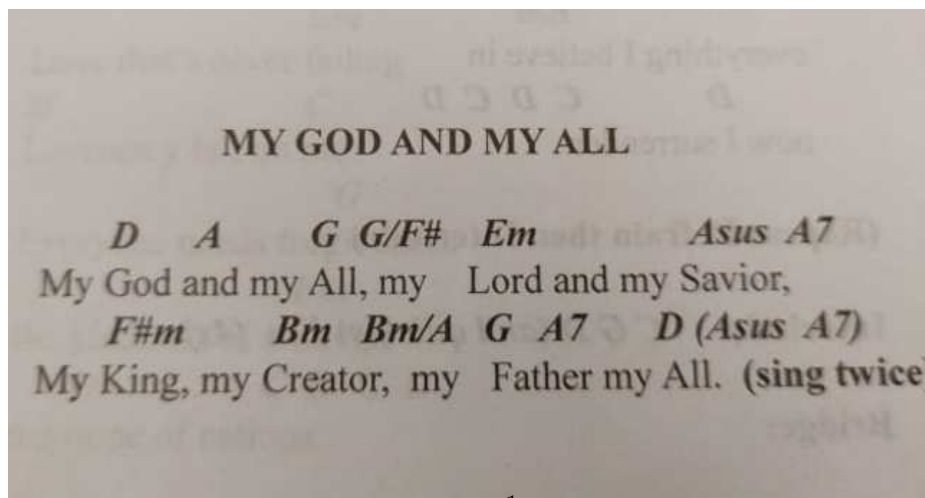 MY GOD AND MY ALL
D A G G/F# Em Asus A7
My God and my All, my Lord and my Savior,
F#m Bm Bm/A G A7 D (Asus A7)
My King, my Creator, my Father my All. (sing twice)